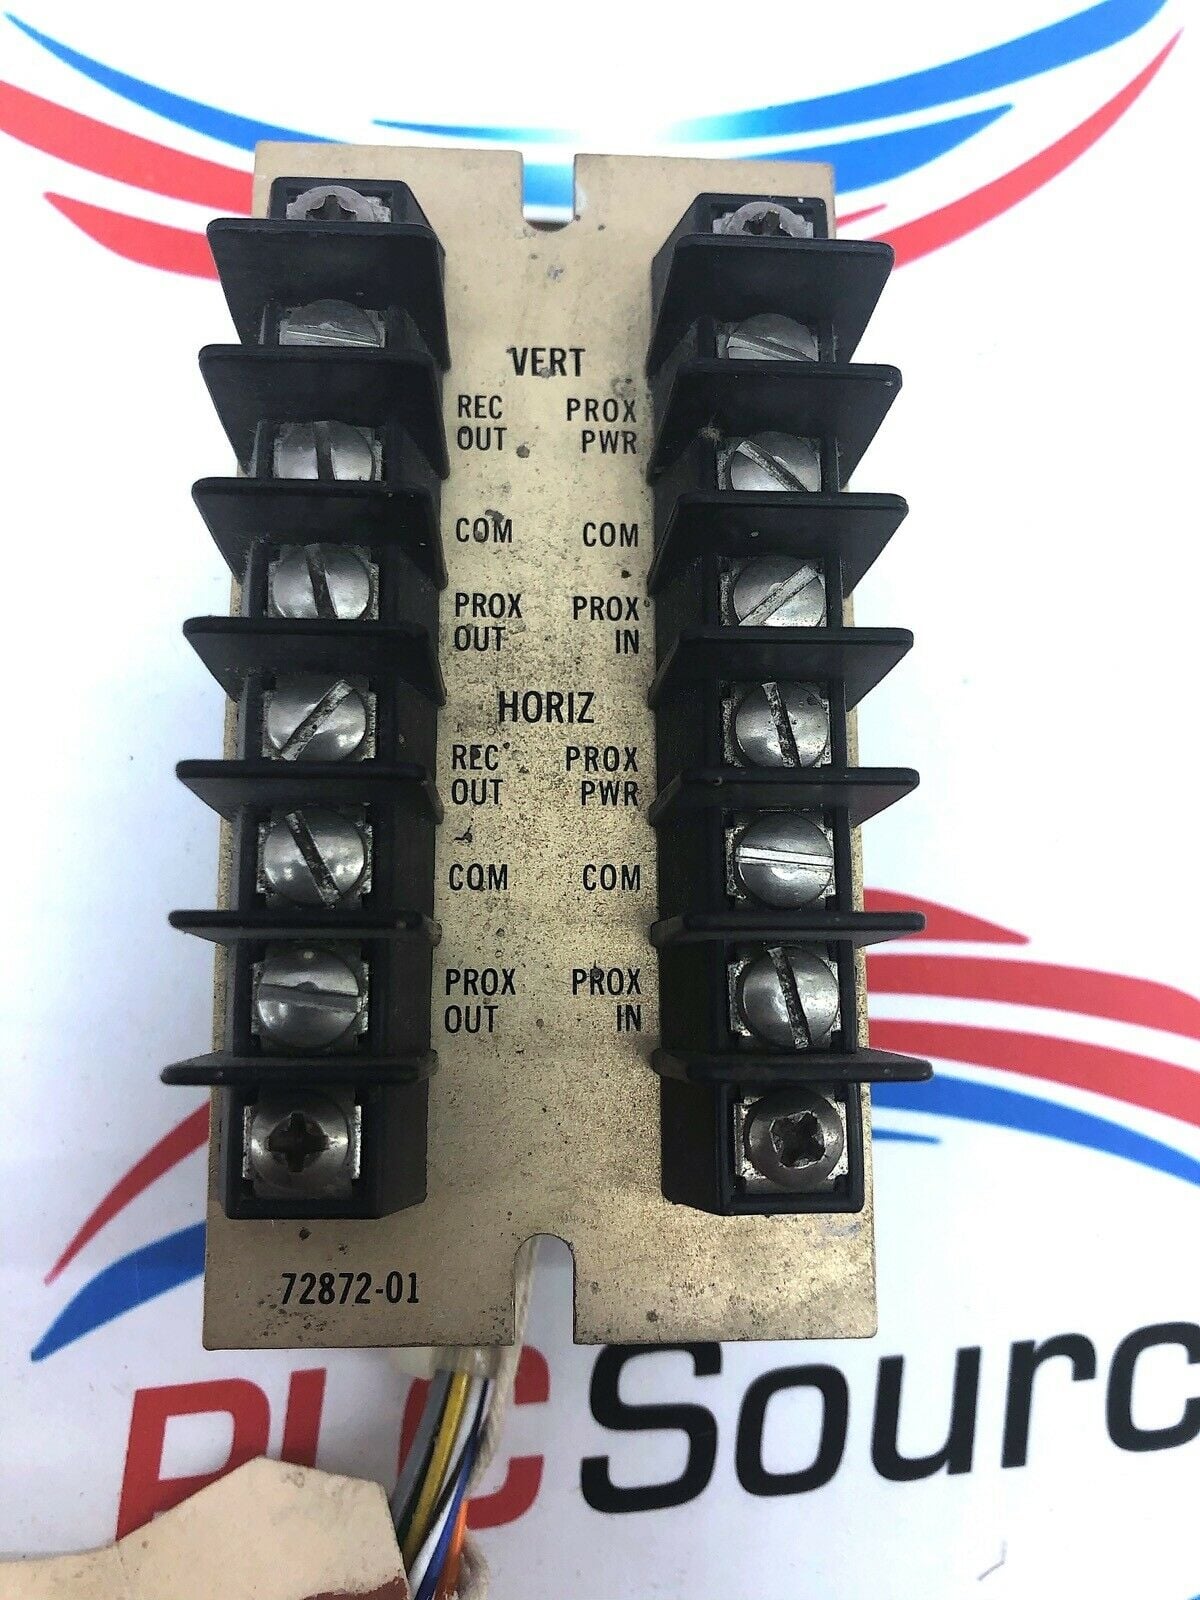 VERT
REC PROX
OUT PWR
COM COM
PROX PROX
OUT IN
HORIZ
REC PROX
OUT PWR
COM COM
PROX PROX
OUT IN
72872-01
PLC Sourc